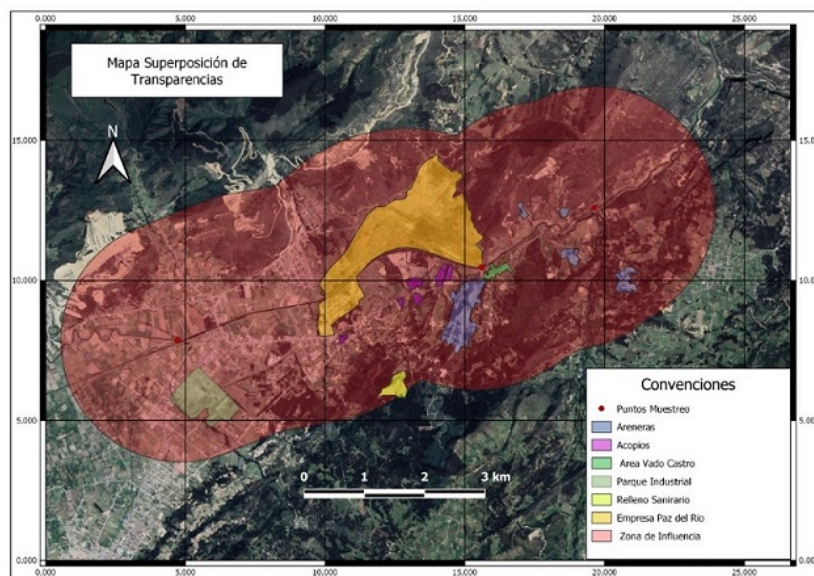 0.000 5.000 10.000 15.000 20.000 25.000
Mapa Superposición de
Transparencias
N
15.000 15.000
10.000 10.000
5.000 5.000
0 1 2 3 km
Convenciones
Puntos Muestreo
Areneras
Acopios
Area Vado Castro
Parque Industrial
Relleno Sanirario
Empresa Paz del Río
Zona de Influencia
0.000 0.000
0.000 5.000 10.000 15.000 20.000 25.000